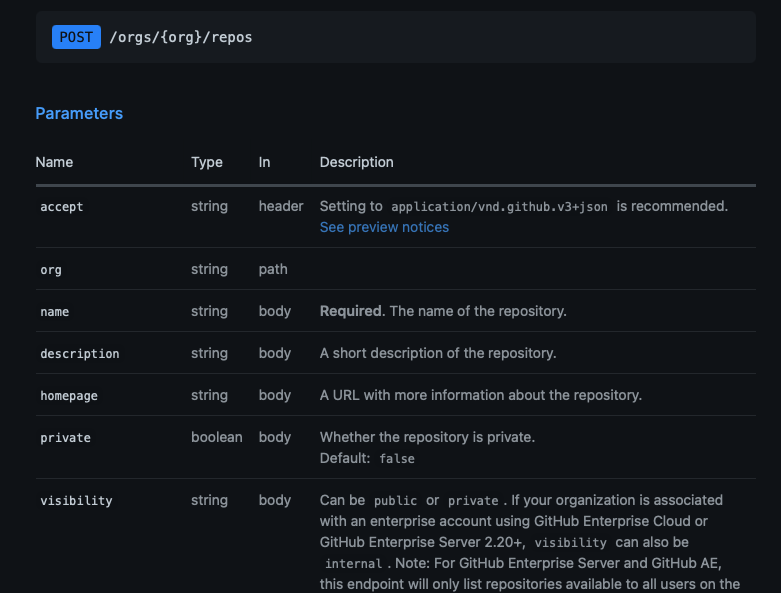 POST /orgs/{org}/repos
Parameters
Name Type In Description
accept string header Setting to application/vnd.github.v3+json is recommended.
See preview notices
org string path
name string body Required. The name of the repository.
description string body A short description of the repository.
homepage string body A URL with more information about the repository.
private boolean body Whether the repository is private.
Default: false
visibility string body Can be public or private . If your organization is associated
with an enterprise account using GitHub Enterprise Cloud or
GitHub Enterprise Server 2.20+, visibility can also be
internal . Note: For GitHub Enterprise Server and GitHub AE,
this endpoint will only list repositories available to all users on the